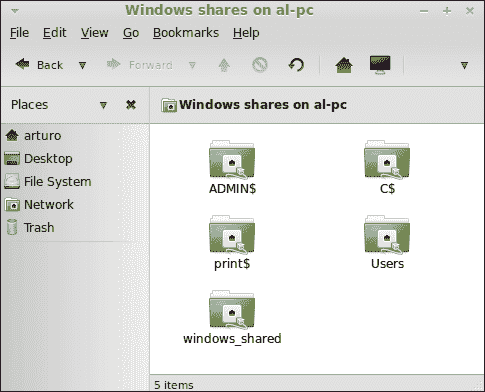 Windows shares on al-pc
File Edit View Go Bookmarks Help
Back Forward
Places
Windows shares on al-pc
arturo
Desktop
File System
Network
Trash
ADMIN$ C$
print$ Users
windows_shared
5 items